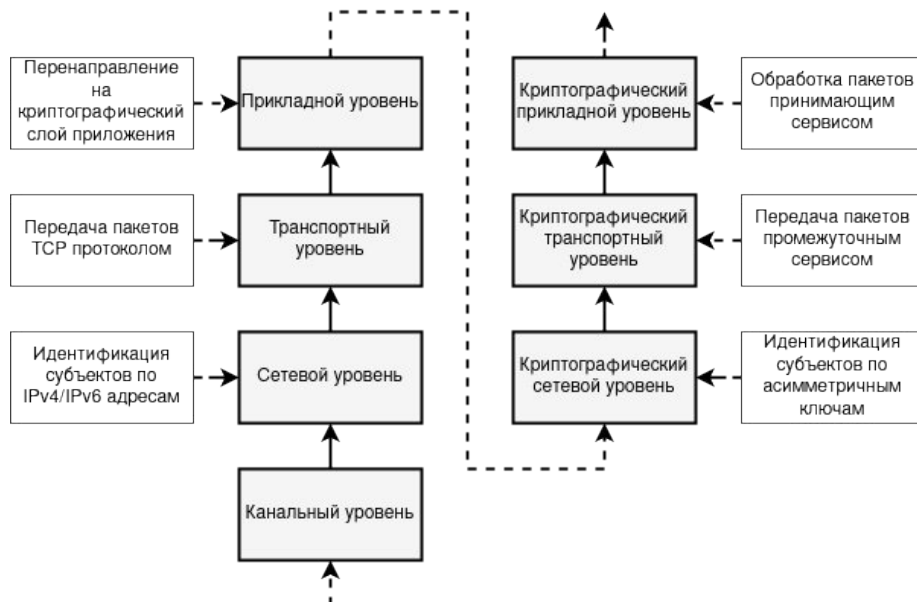 Перенаправление
на
криптографический
слой приложения
Прикладной уровень
Криптографический
прикладной уровень
Обработка пакетов
принимающим
сервисом
Передача пакетов
TCP протоколом
Транспортный
уровень
Криптографический
транспортный
уровень
Передача пакетов
промежуточным
сервисом
Идентификация
субъектов по
IPv4/IPv6 адресам
Сетевой уровень
Криптографический
сетевой уровень
Идентификация
субъектов по
асимметричным
ключам
Канальный уровень